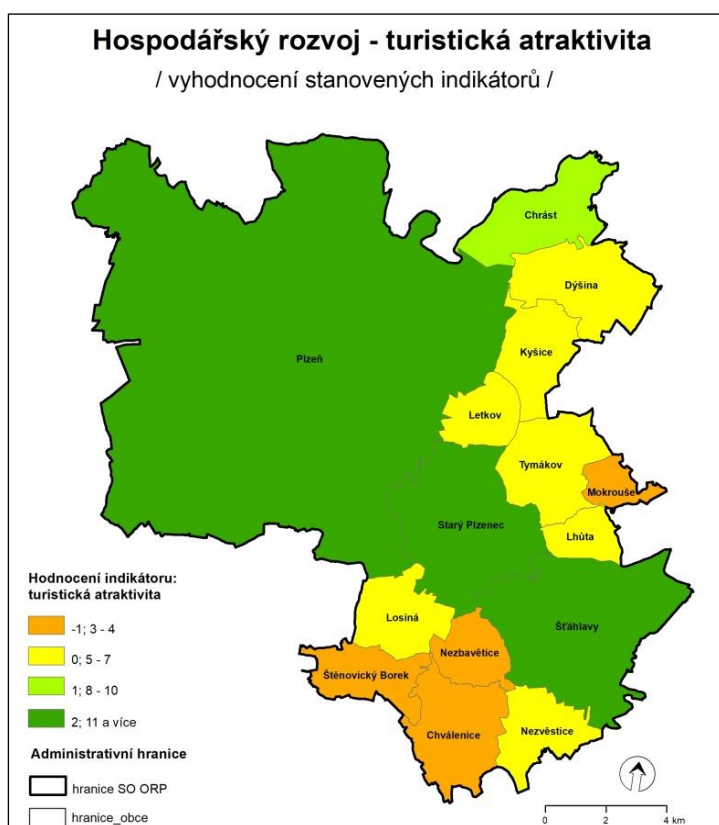 Hospodářský rozvoj - turistická atraktivita
/ vyhodnocení stanovených indikátorů /
Chrást
Dýšina
Kyšice
Plzeň
Letkov
Tymákov
Mokrouše
Starý Plzenec
Lhůta
Hodnocení indikátoru:
turistická atraktivita
-1; 3 - 4
0; 5 - 7
1; 8 - 10
2; 11 a více
Losiná
Šťáhlavy
Nezbavětice
Štěnovický Borek
Chválenice
Nezvěstice
Administrativní hranice
hranice SO ORP
hranice_obce
0 2 4 km